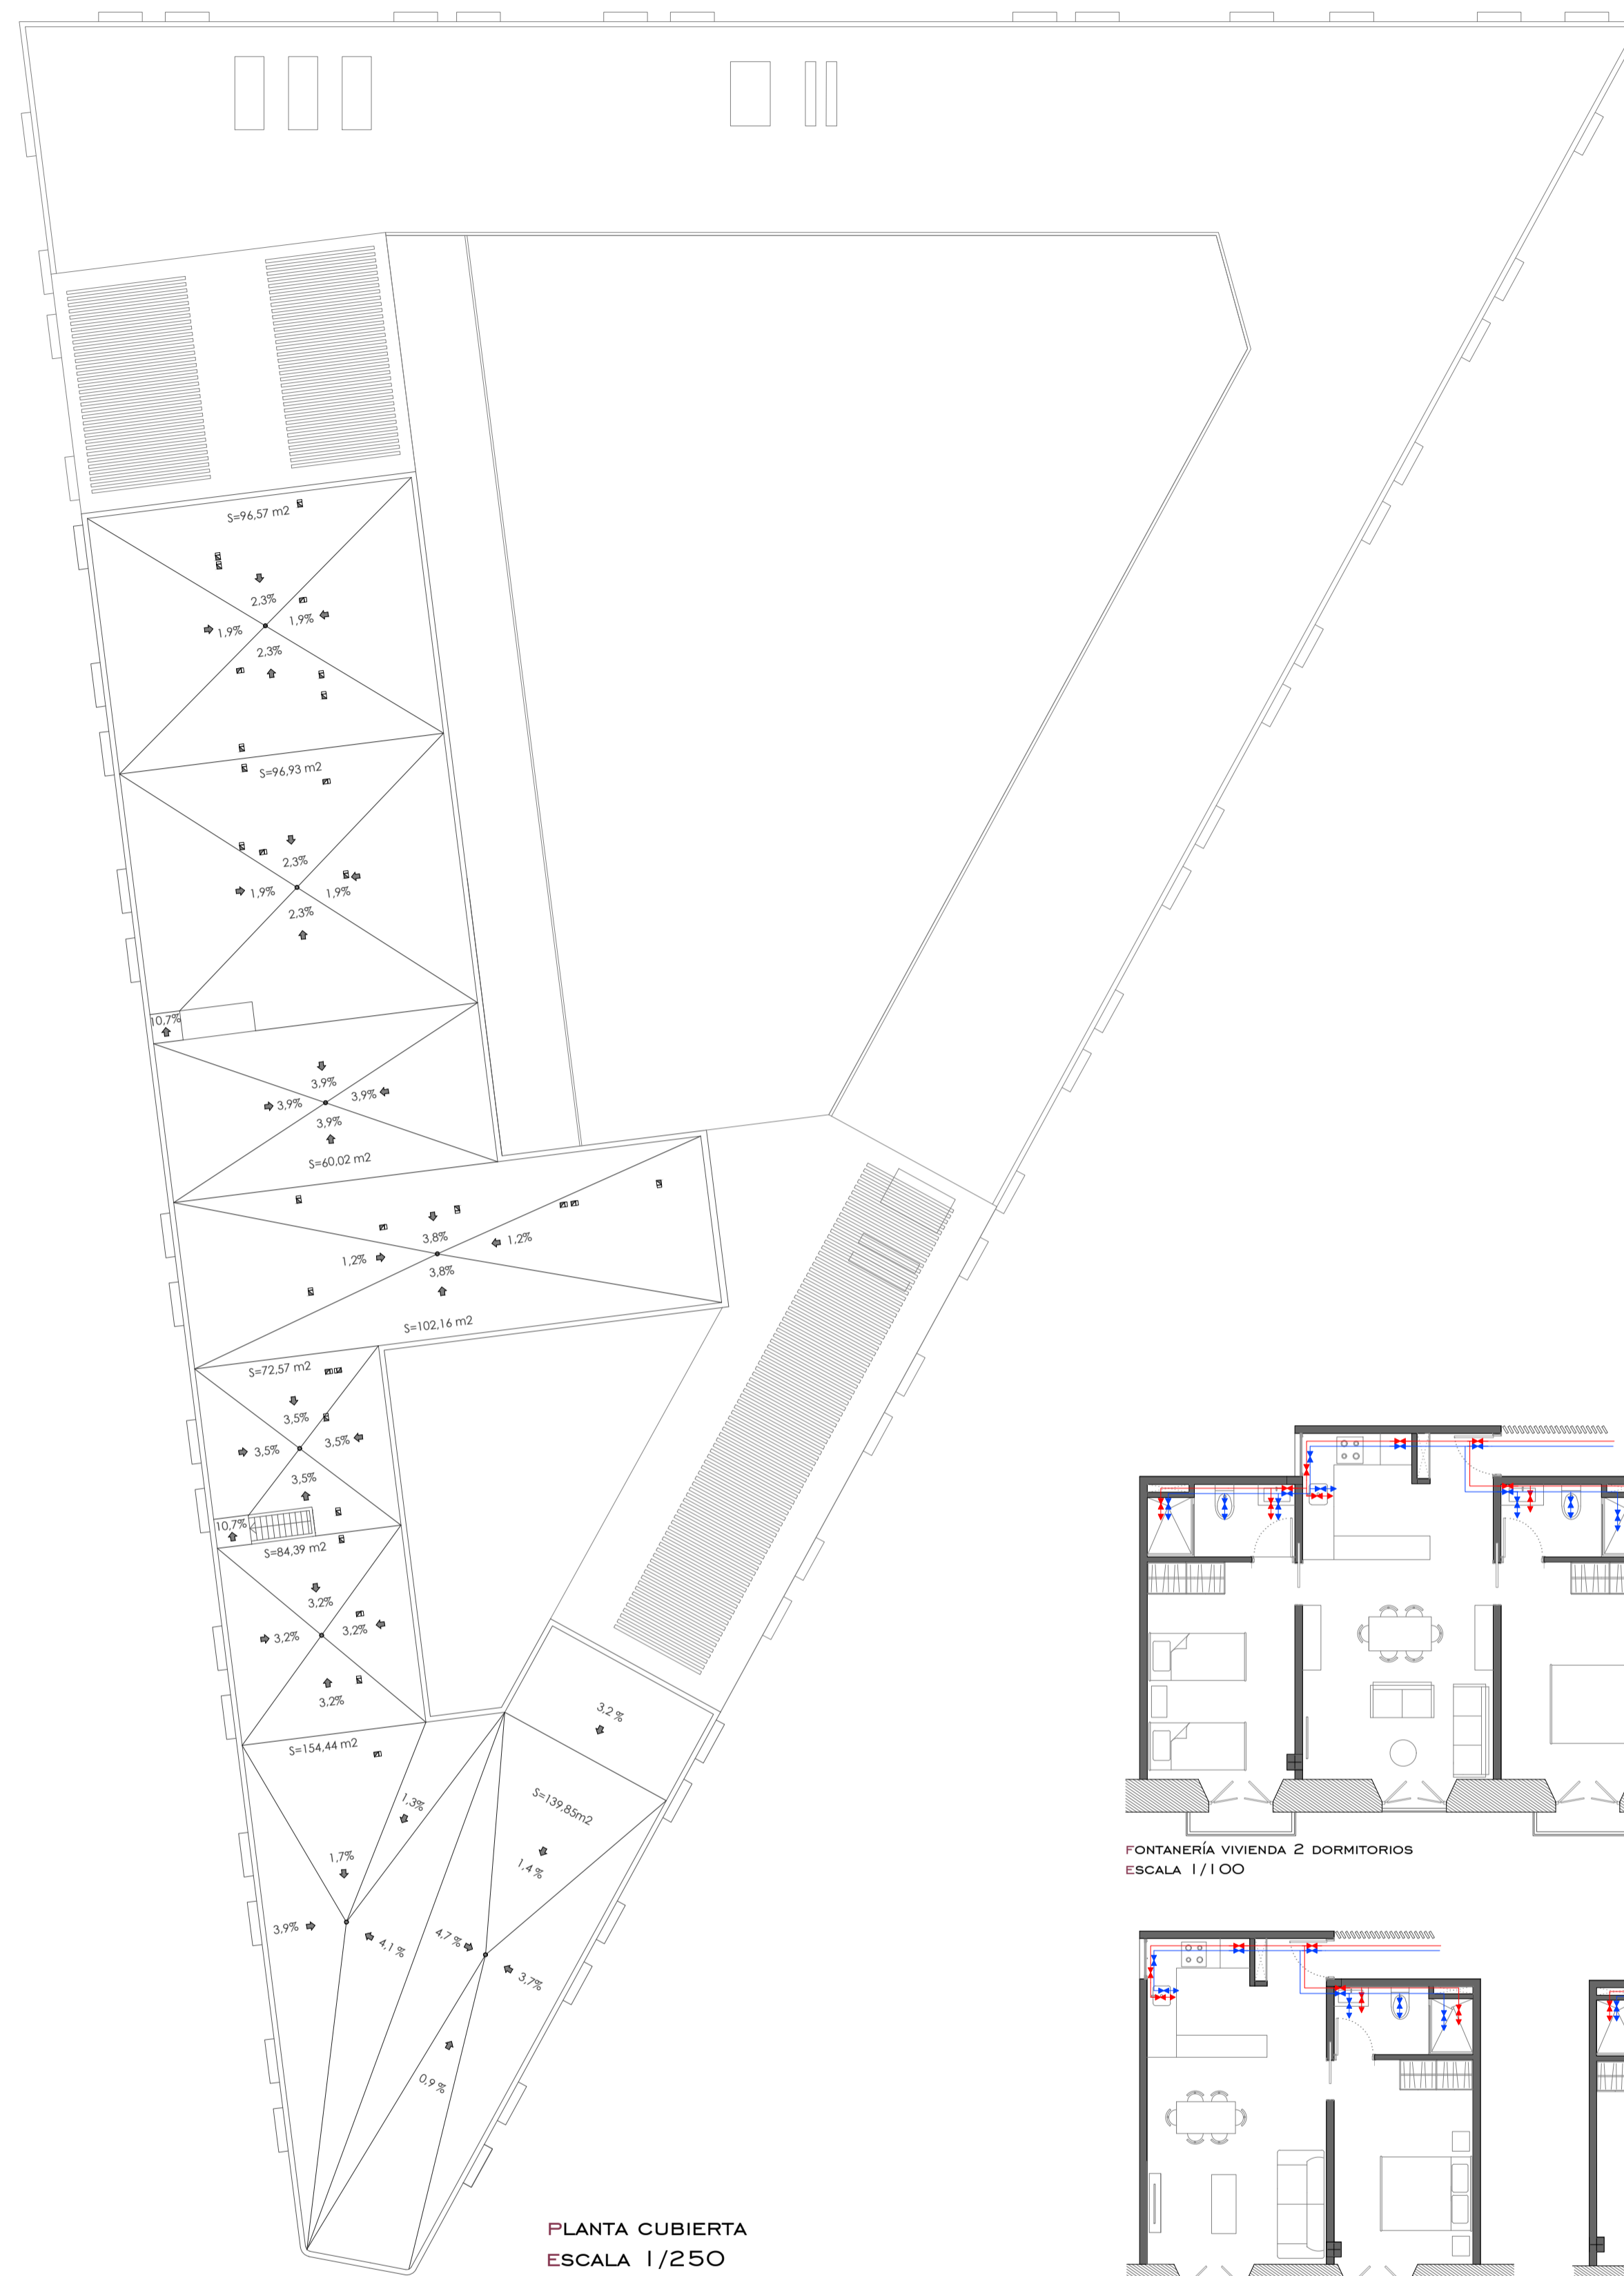 S=96,57 m2
2,3%
1,9%
1,9%
2,3%
S=96,93 m2
2,3%
1,9%
1,9%
2,3%
10,7%
3,9%
3,9%
3,9%
3,9%
S=60,02 m2
3,8%
1,2%
1,2%
3,8%
S=102,16 m2
S=72,57 m2
3,5%
3,5%
3,5%
3,5%
10,7%
S=84,39 m2
3,2%
3,2%
3,2%
3,2%
3,2 %
S=154,44 m2
S=139,85m2
1,3%
1,7%
1,4 %
3,9%
4,1 %
4,7 %
3,7%
0,9 %
PLANTA CUBIERTA
ESCALA 1/250
FONTANERÍA VIVIENDA 2 DORMITORIOS
ESCALA 1/100